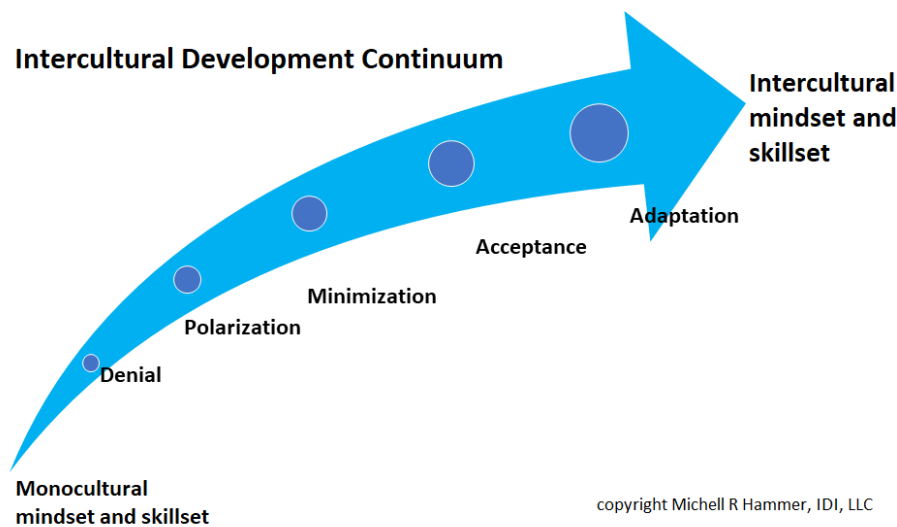 Intercultural Development Continuum
Intercultural
mindset and
skillset
Adaptation
Acceptance
Minimization
Polarization
Denial
Monocultural
mindset and skillset
copyright Michell R Hammer, IDI, LLC